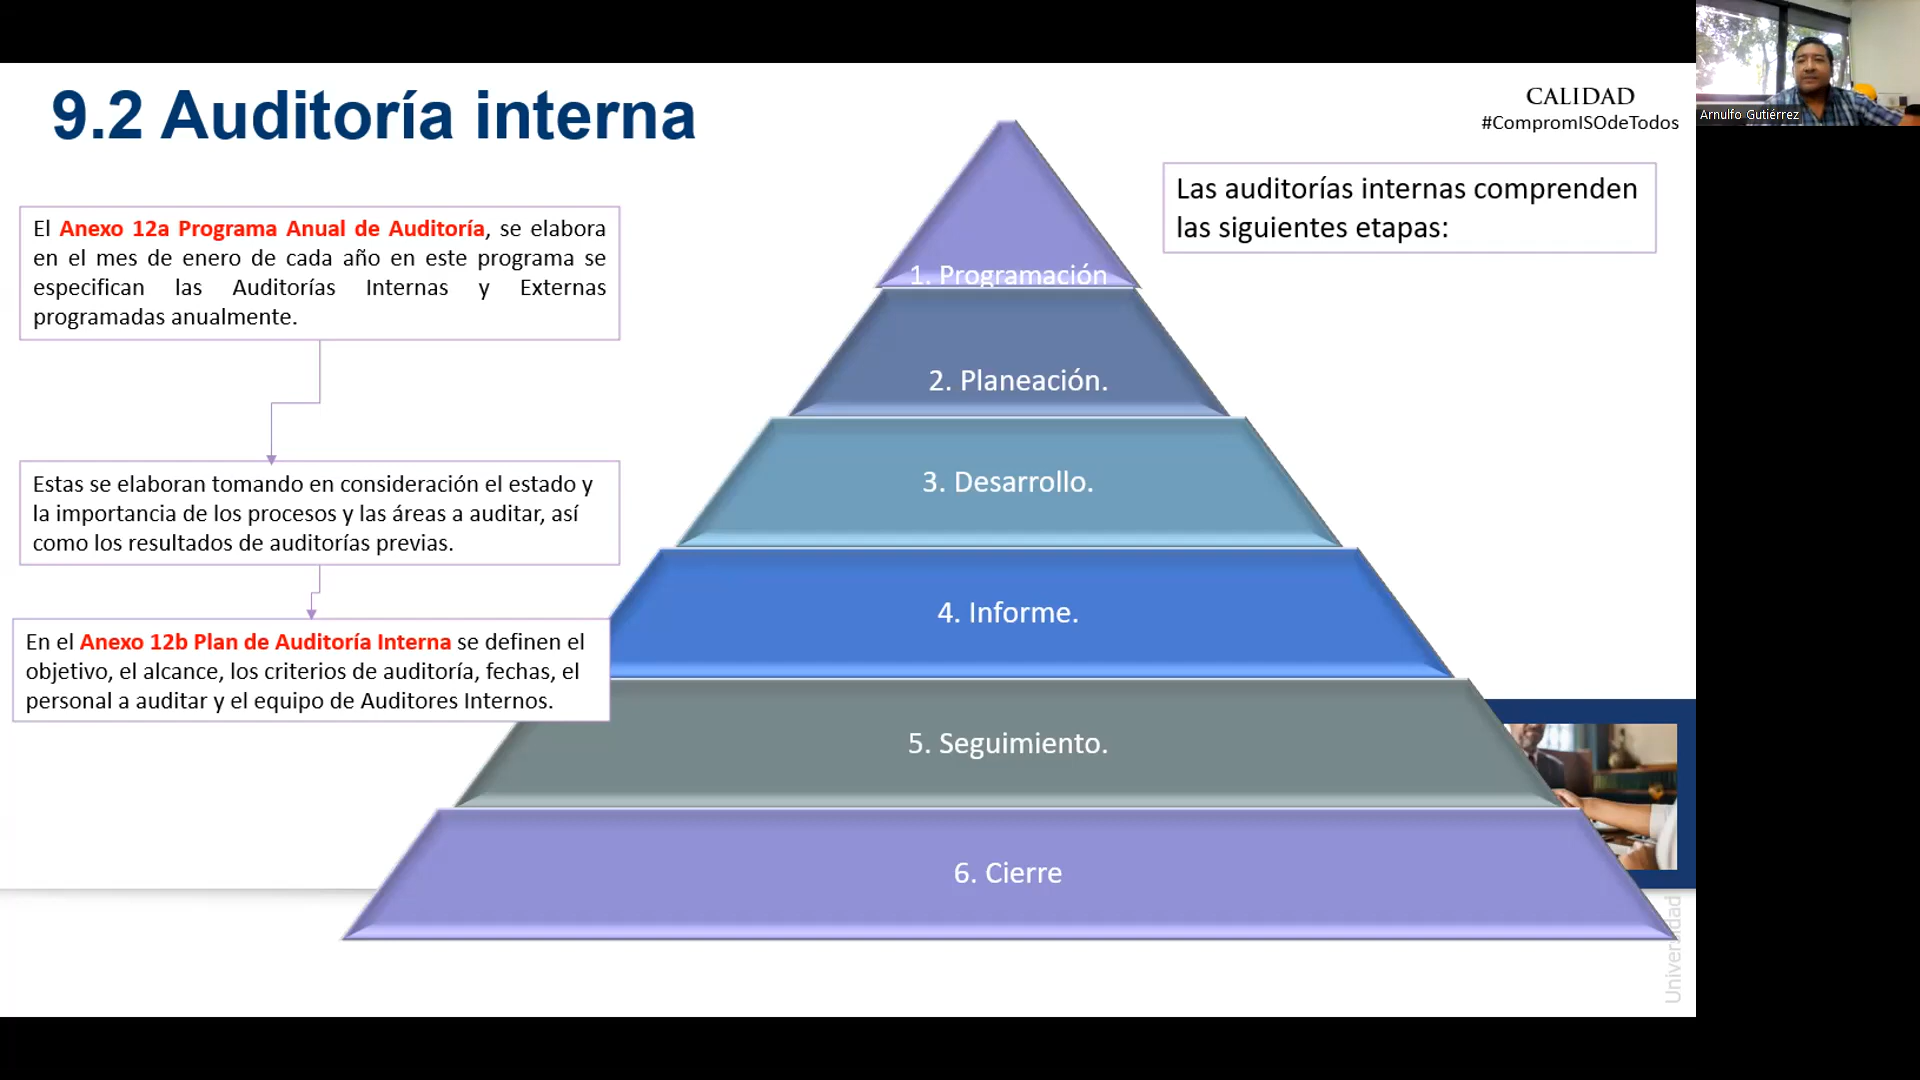 9.2 Auditoría interna
CALIDAD
#CompromISOdeTodos
Arnulfo Gutiérrez
El Anexo 12a Programa Anual de Auditoría, se elabora
en el mes de enero de cada año en este programa se
especifican las Auditorías Internas y Externas
programadas anualmente.
Estas se elaboran tomando en consideración el estado y
la importancia de los procesos y las áreas a auditar, así
como los resultados de auditorías previas.
En el Anexo 12b Plan de Auditoría Interna se definen el
objetivo, el alcance, los criterios de auditoría, fechas, el
personal a auditar y el equipo de Auditores Internos.
Las auditorías internas comprenden
las siguientes etapas:
1. Programación
2. Planeación.
3. Desarrollo.
4. Informe.
5. Seguimiento.
6. Cierre
Universidad